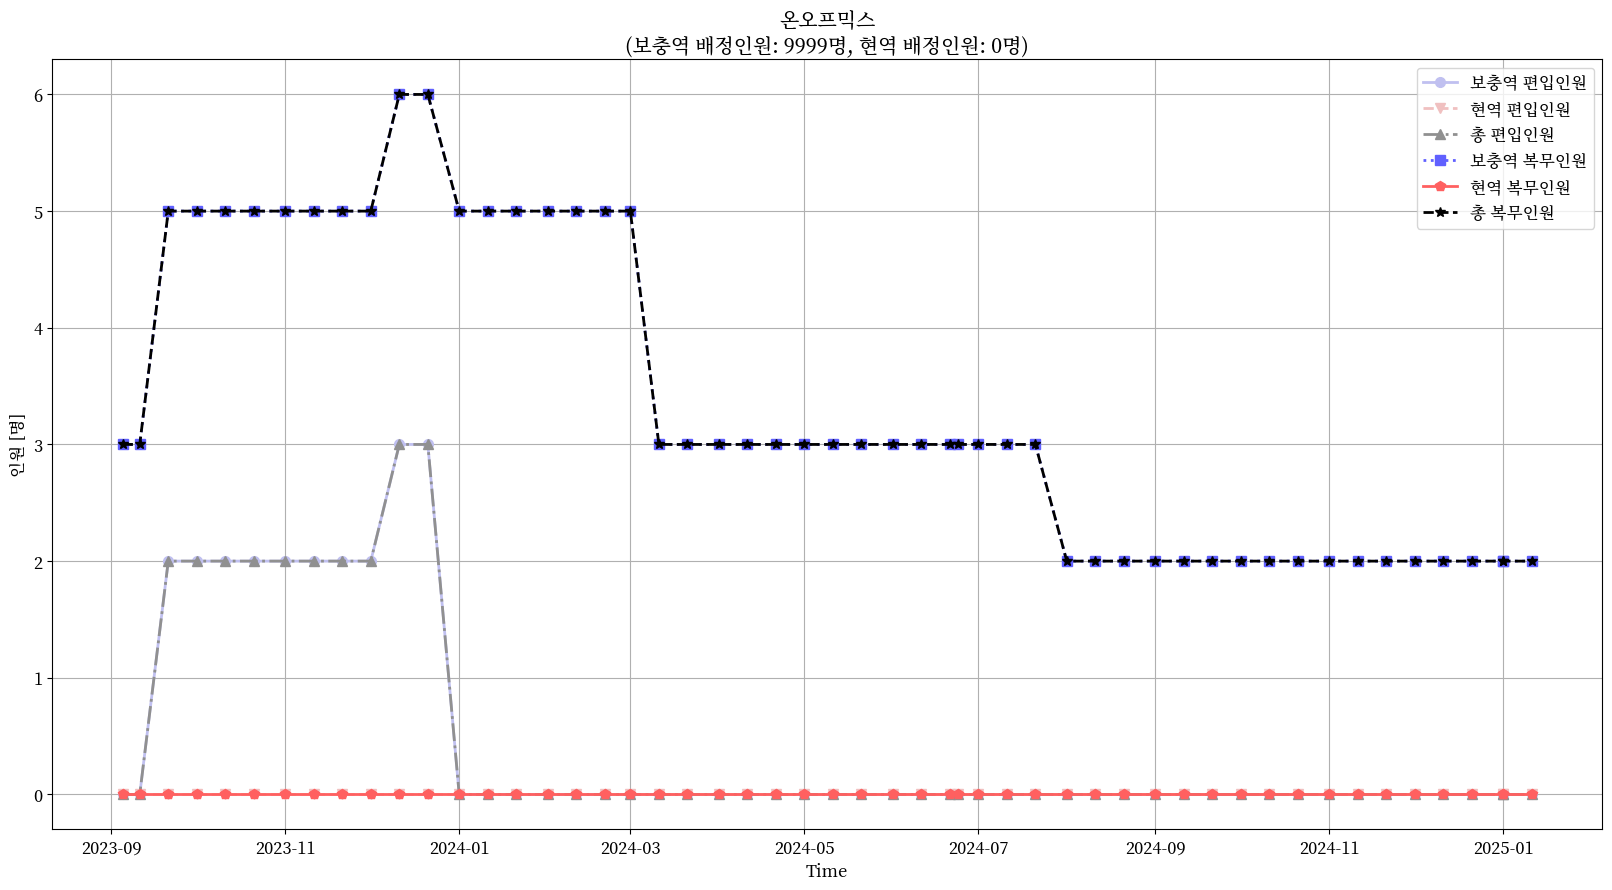 온오프믹스
(보충역 배정인원: 9999명, 현역 배정인원: 0명)
보충역 편입인원
현역 편입인원
총 편입인원
보충역 복무인원
현역 복무인원
총 복무인원
인원 [명]
6
5
4
3
2
1
0
2023-09
2023-11
2024-01
2024-03
2024-05
2024-07
2024-09
2024-11
2025-01
Time